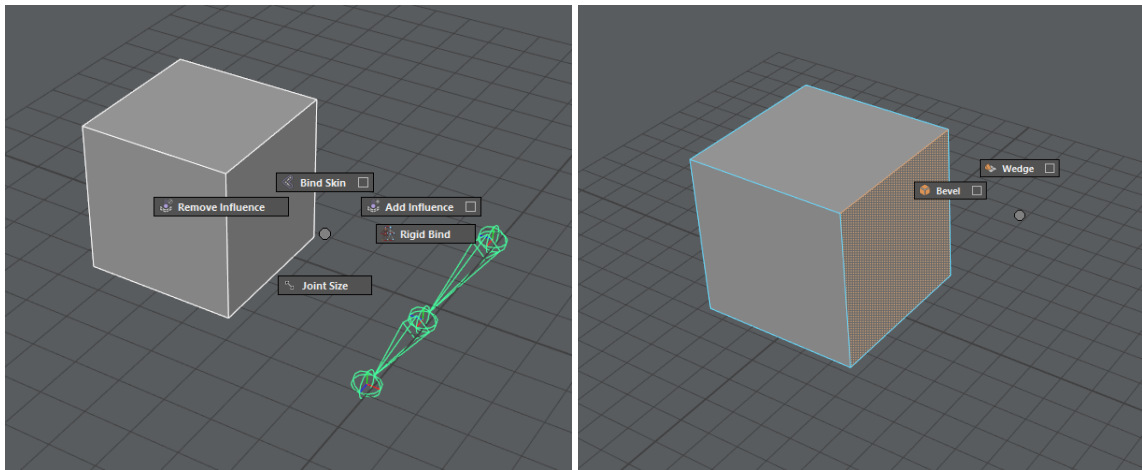 Bind Skin
Remove Influence
Add Influence
Rigid Bind
Joint Size
Wedge
Bevel